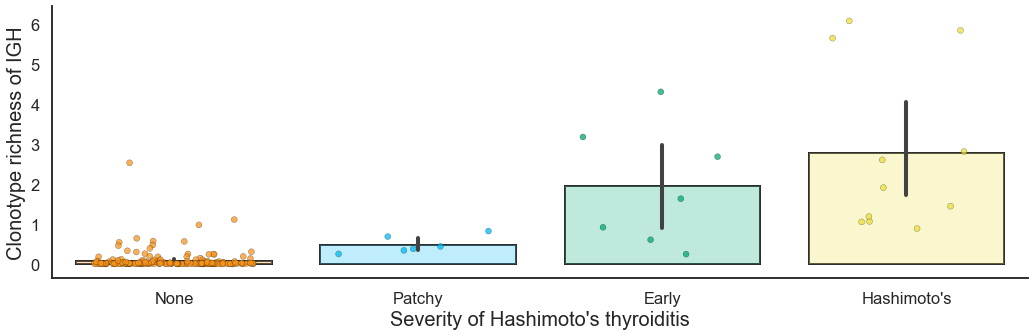 Clonotype richness of IGH
6
5
4
3
2
1
0
None Patchy Early Hashimoto's
Severity of Hashimoto's thyroiditis